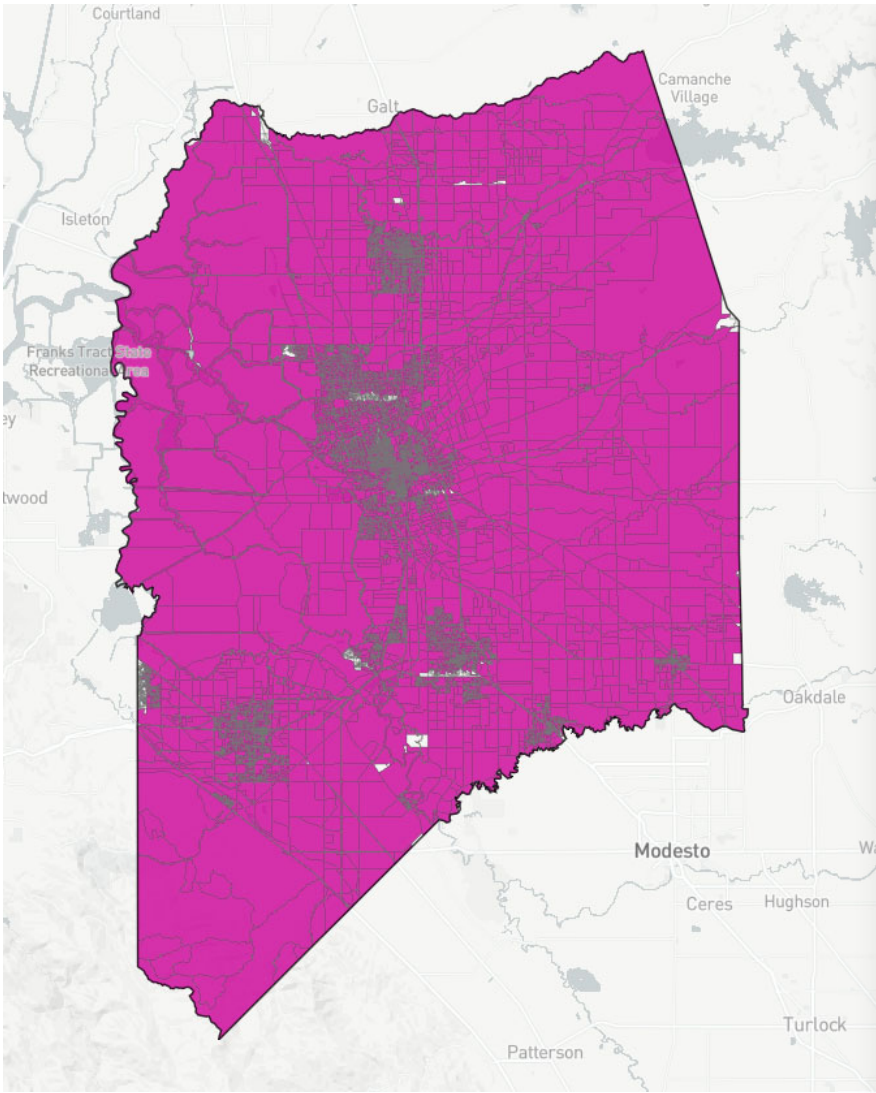 Courtland
Camanche
Village
Galt
Isleton
Franks Tract State
Recreational Area
ey
twood
Oakdale
Modesto
Wa
Ceres
Hughson
Turlock
Patterson